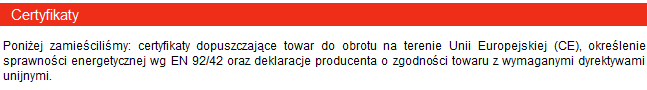 Certyfikaty
Poniżej zamieściliśmy: certyfikaty dopuszczające towar do obrotu na terenie Unii Europejskiej (CE), określenie
sprawności energetycznej wg EN 92/42 oraz deklaracje producenta o zgodności towaru z wymaganymi dyrektywami
unijnymi.